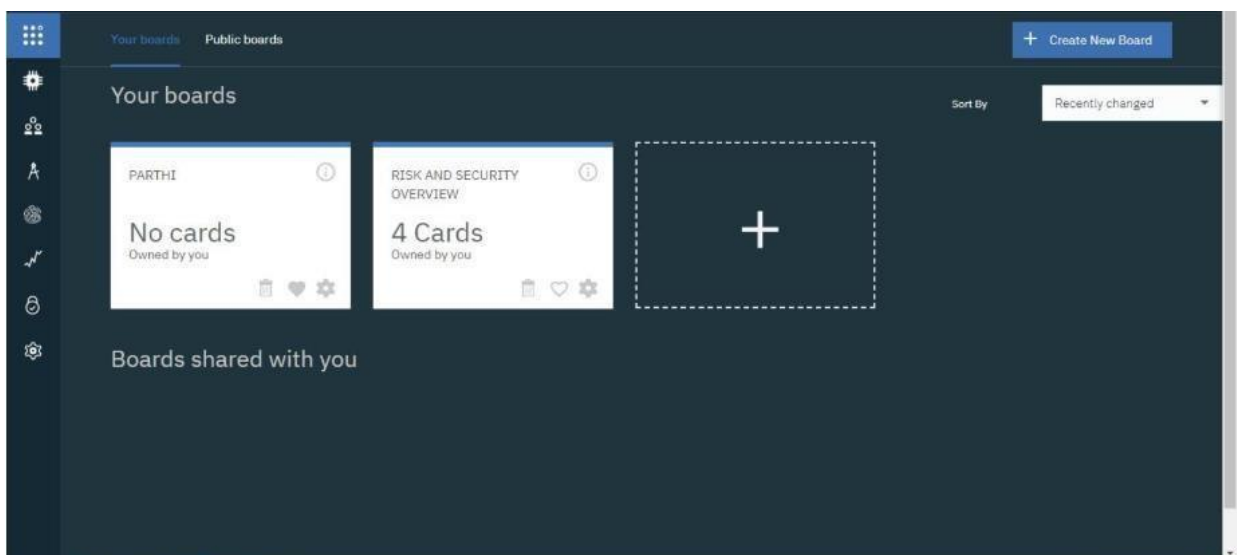 Your boards
Public boards
+ Create New Board
Your boards
Sort By
Recently changed
PARTHI
No cards
Owned by you
RISK AND SECURITY
OVERVIEW
4 Cards
Owned by you
Boards shared with you